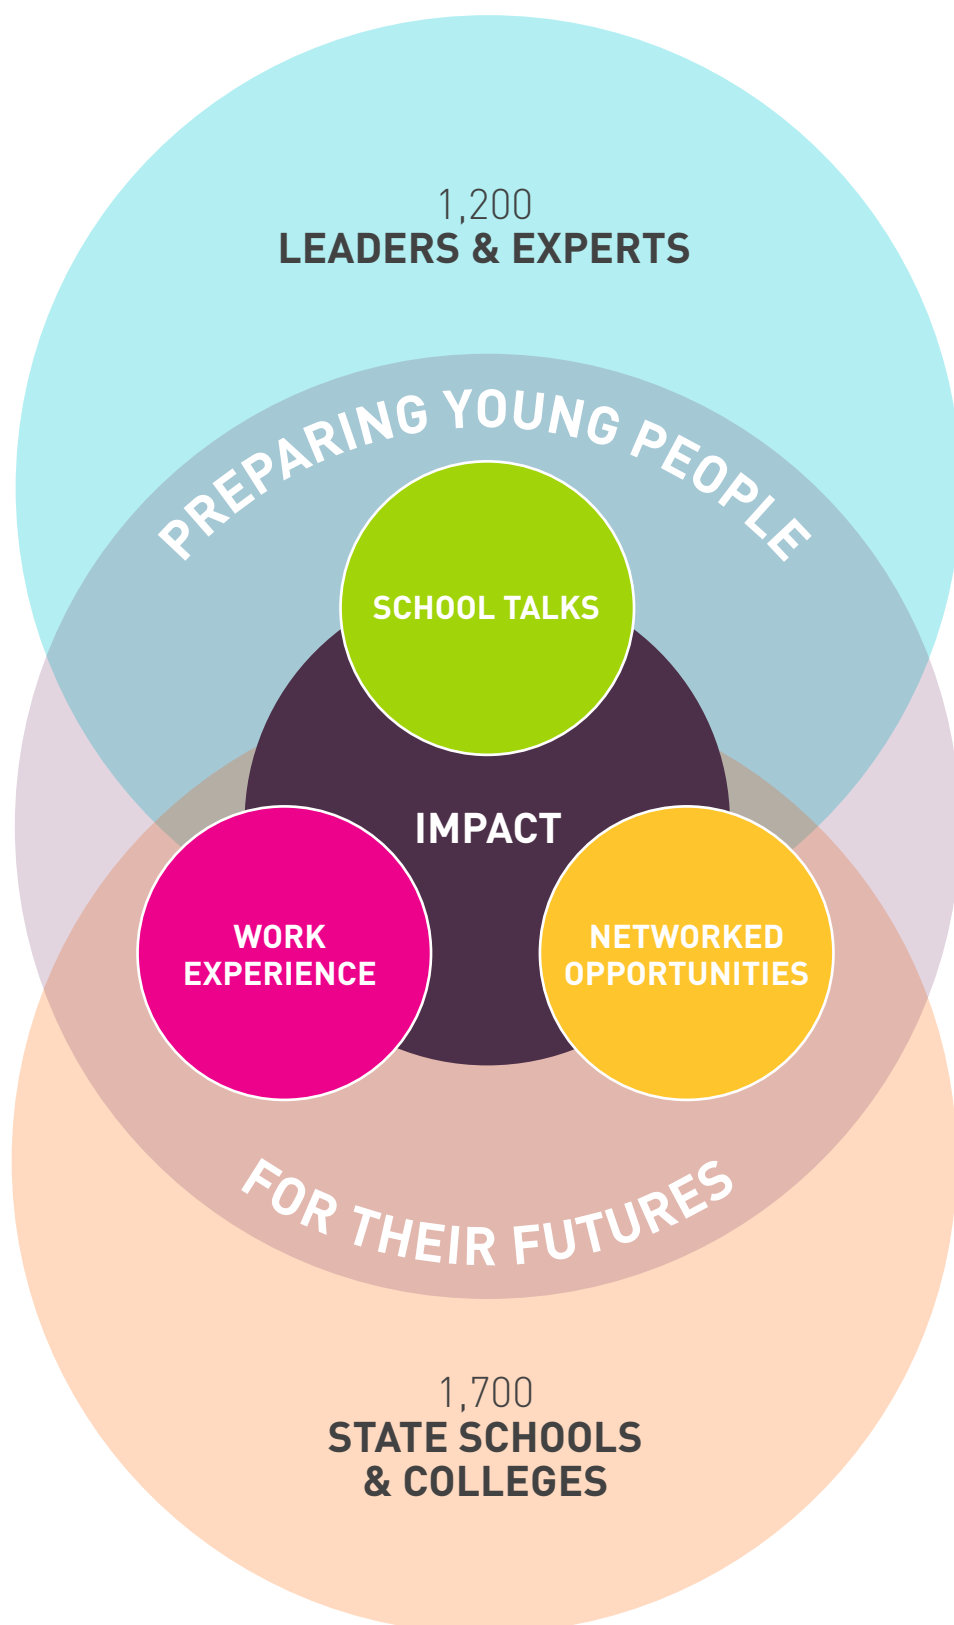 1,200
LEADERS & EXPERTS
PREPARING YOUNG PEOPLE
SCHOOL TALKS
IMPACT
WORK
EXPERIENCE
NETWORKED
OPPORTUNITIES
FOR THEIR FUTURES
1,700
STATE SCHOOLS
& COLLEGES